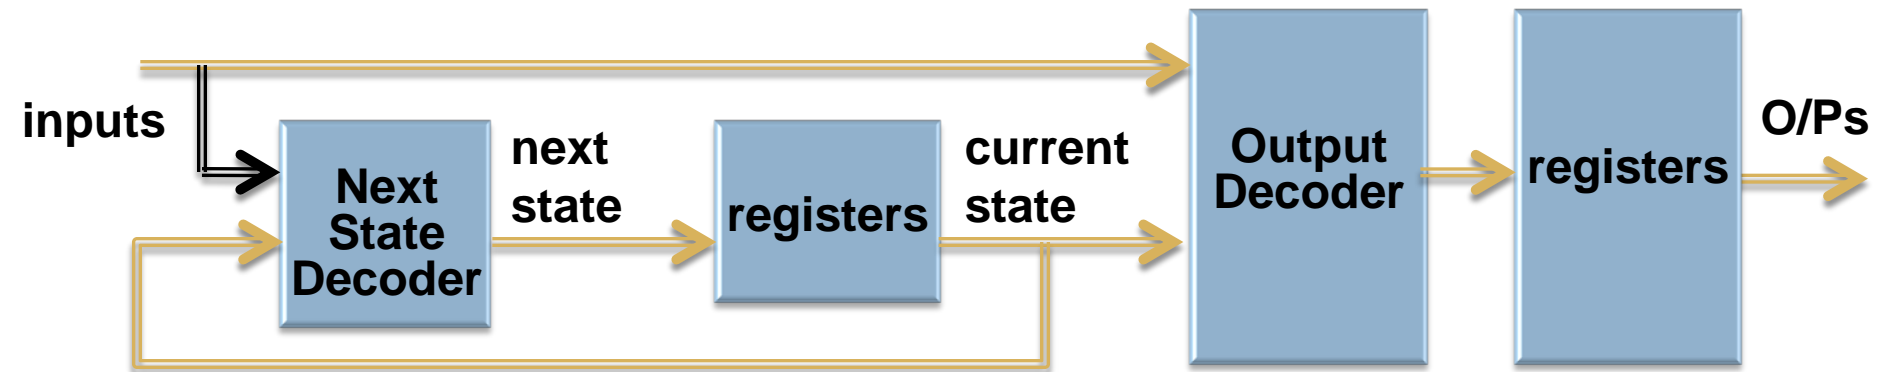 inputs
Next
State
Decoder
next
state
registers
current
state
Output
Decoder
registers
O/Ps